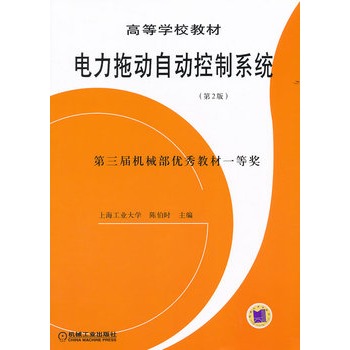 高等学校教材
电力拖动自动控制系统
(第2版)
第三届机械部优秀教材一等奖
上海工业大学 陈伯时 主编
机械工业出版社
CHINA MACHINE PRESS